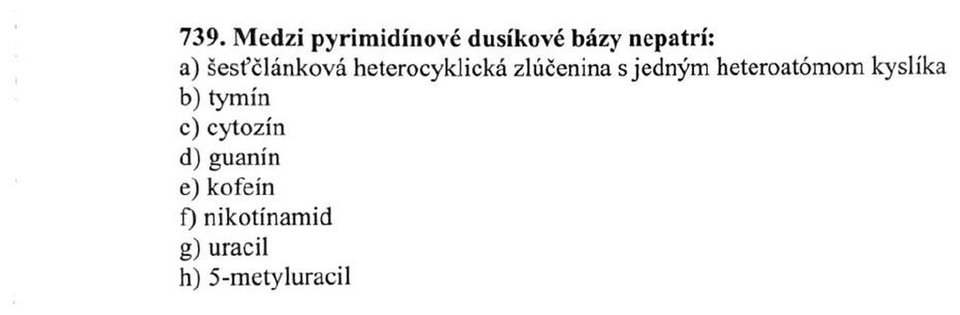 739. Medzi pyrimidínové dusíkové bázy nepatrí:
a) šesťčlánková heterocyklická zlúčenina s jedným heteroatómom kyslíka
b) tymín
c) cytozín
d) guanín
e) kofeín
f) nikotínamid
g) uracil
h) 5-metyluracil